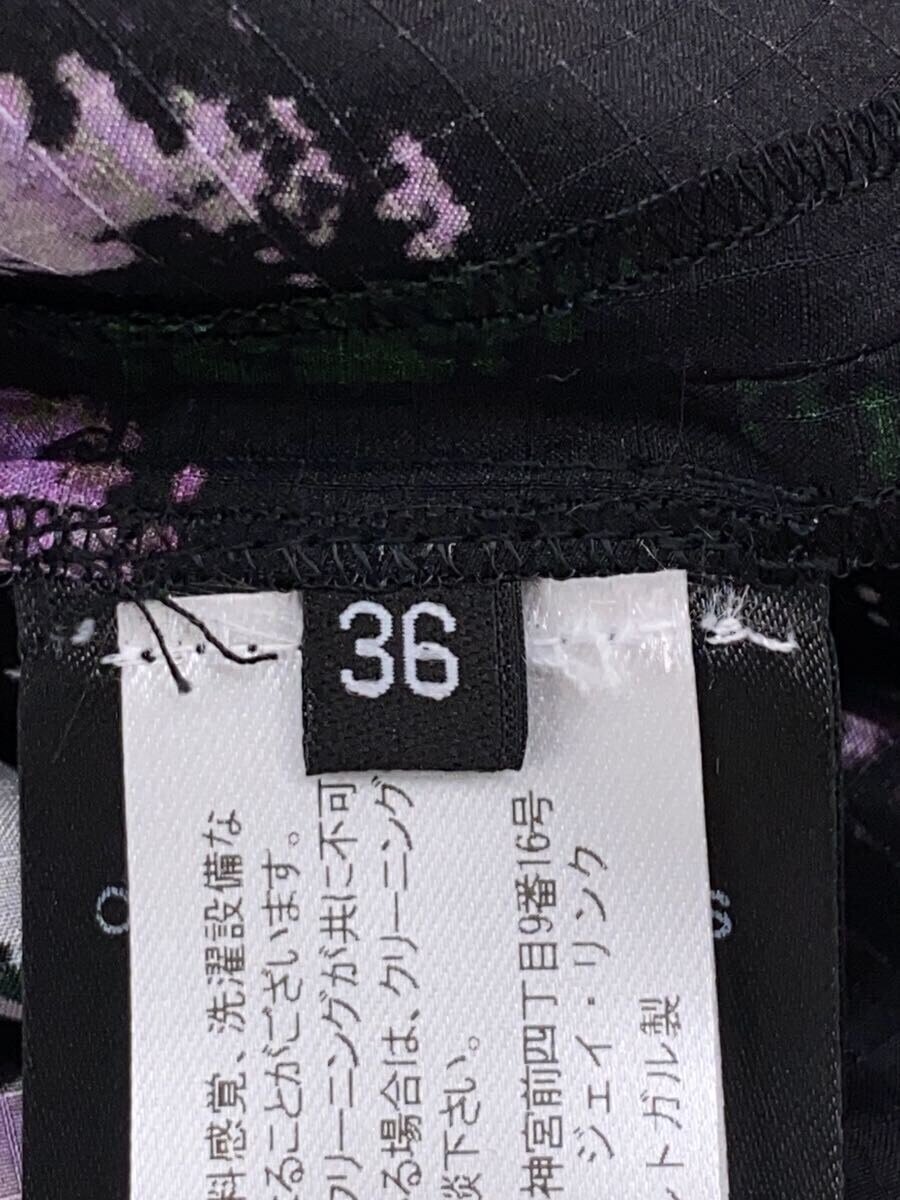 36
料感覚、洗濯設備な
ることがございます。
リーニングが共に不可
る場合は、クリーニング
下さい。
神宮前四丁目9番16号
ジェイ・リンク
トガル製